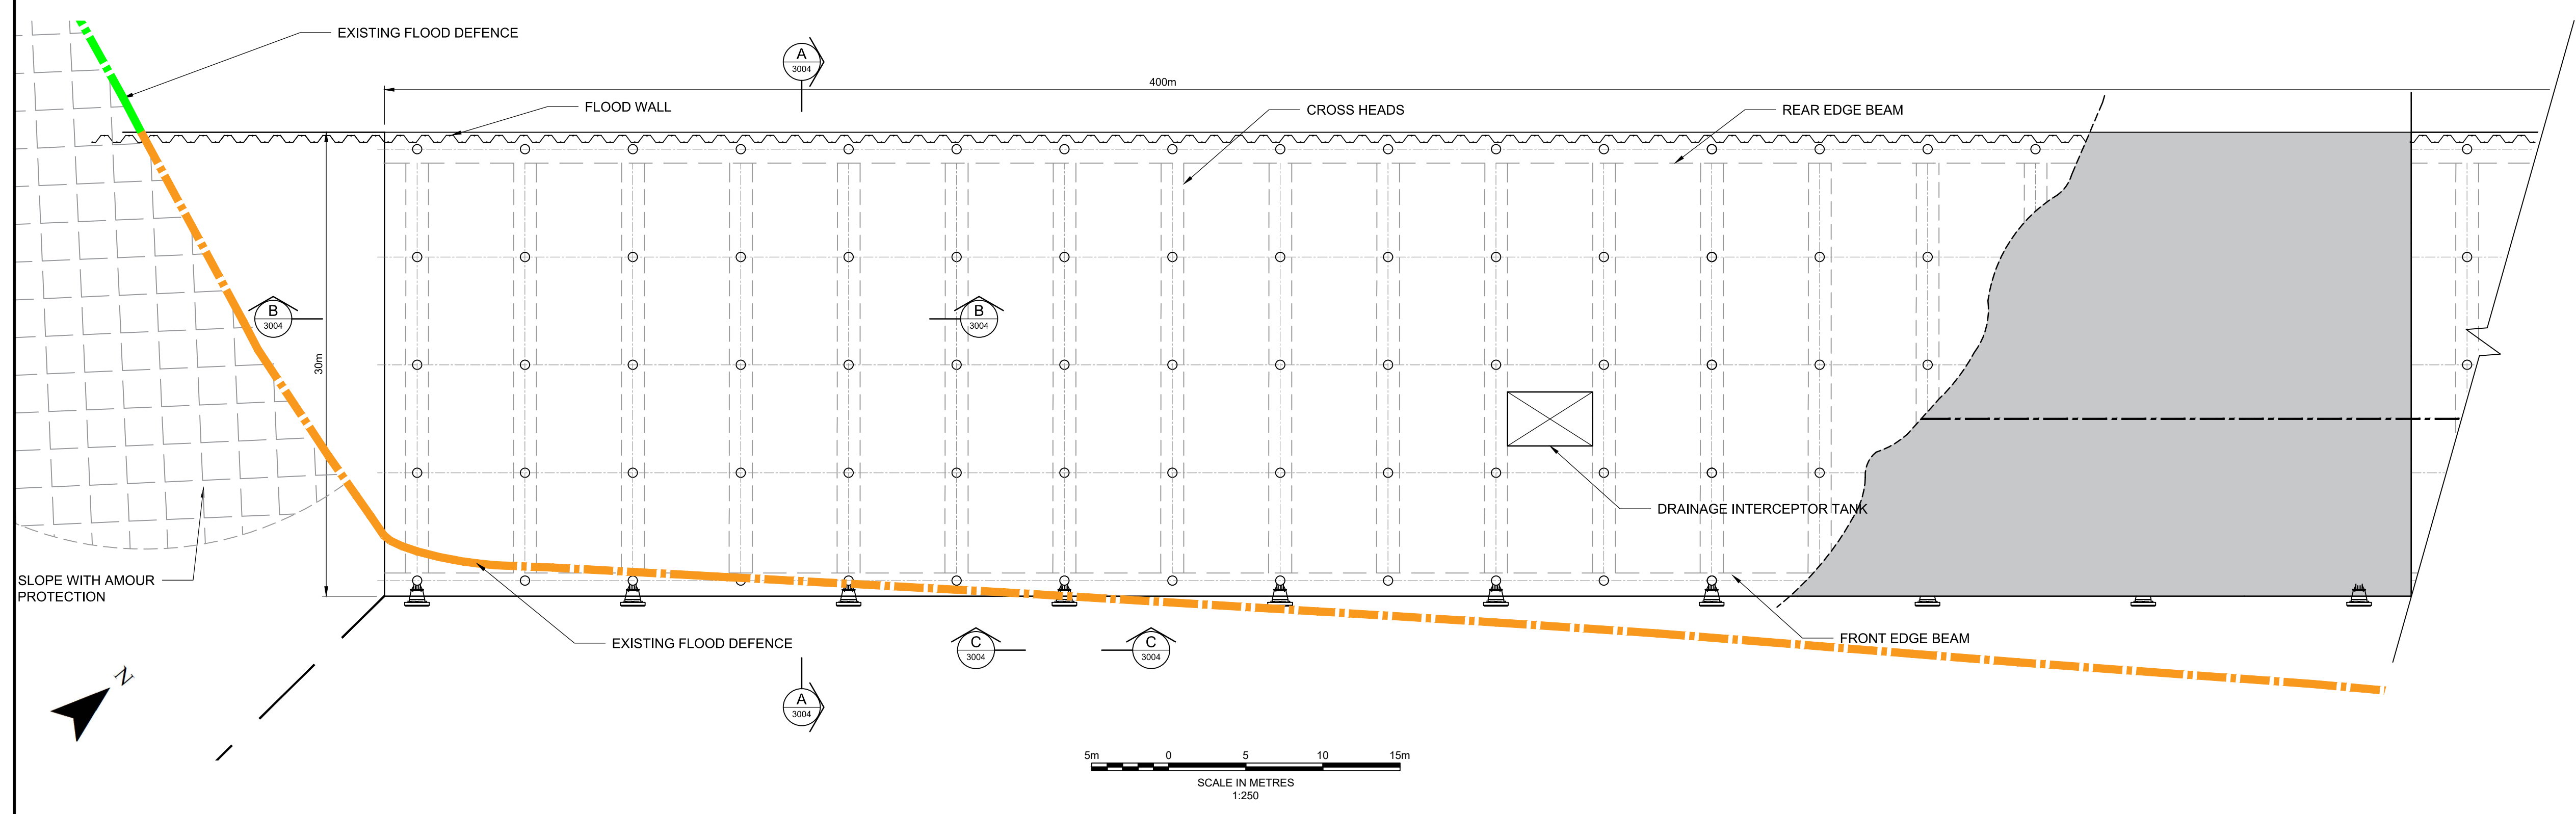 EXISTING FLOOD DEFENCE
A
3004
400m
FLOOD WALL
CROSS HEADS
REAR EDGE BEAM
B
3004
B
3004
30m
DRAINAGE INTERCEPTOR TANK
SLOPE WITH AMOUR
PROTECTION
EXISTING FLOOD DEFENCE
C
3004
C
3004
FRONT EDGE BEAM
N
A
3004
5m 0 5 10 15m
SCALE IN METRES
1:250